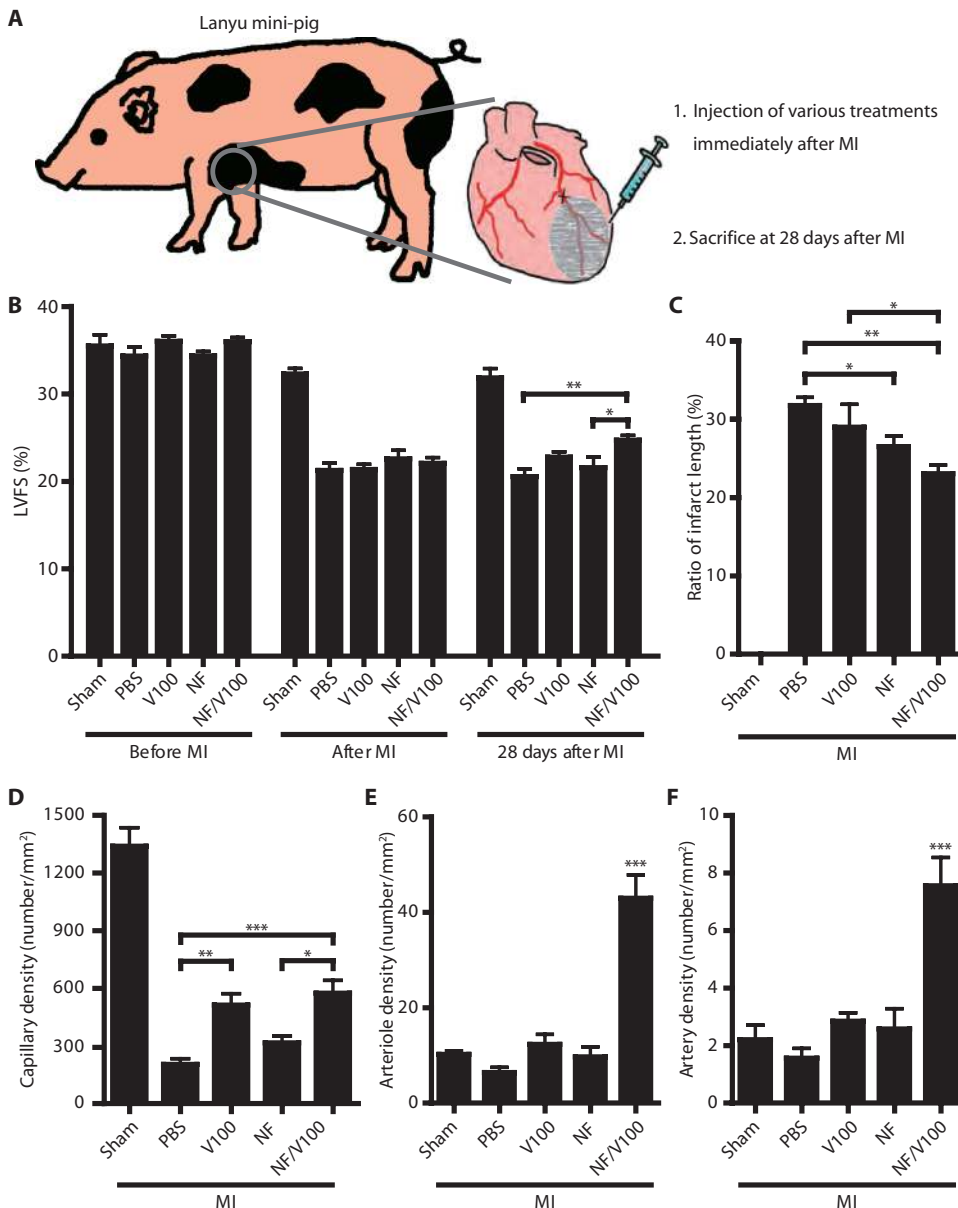 A
Lanyu mini-pig
1. Injection of various treatments
immediately after MI
2. Sacrifice at 28 days after MI
B
LVFS (%)
40
30
20
10
0
Sham
PBS
V100
NF
NF/V100
Sham
PBS
V100
NF
NF/V100
Sham
PBS
V100
NF
NF/V100
**
*
Before MI
After MI
28 days after MI
C
Ratio of infarct length (%)
40
30
20
10
0
*
**
*
Sham
PBS
V100
NF
NF/V100
MI
D
Capillary density (number/mm²)
1500
1200
900
600
300
0
***
**
*
Sham
PBS
V100
NF
NF/V100
MI
E
Arteriole density (number/mm²)
60
40
20
0
***
Sham
PBS
V100
NF
NF/V100
MI
F
Artery density (number/mm²)
10
8
6
4
2
0
***
Sham
PBS
V100
NF
NF/V100
MI